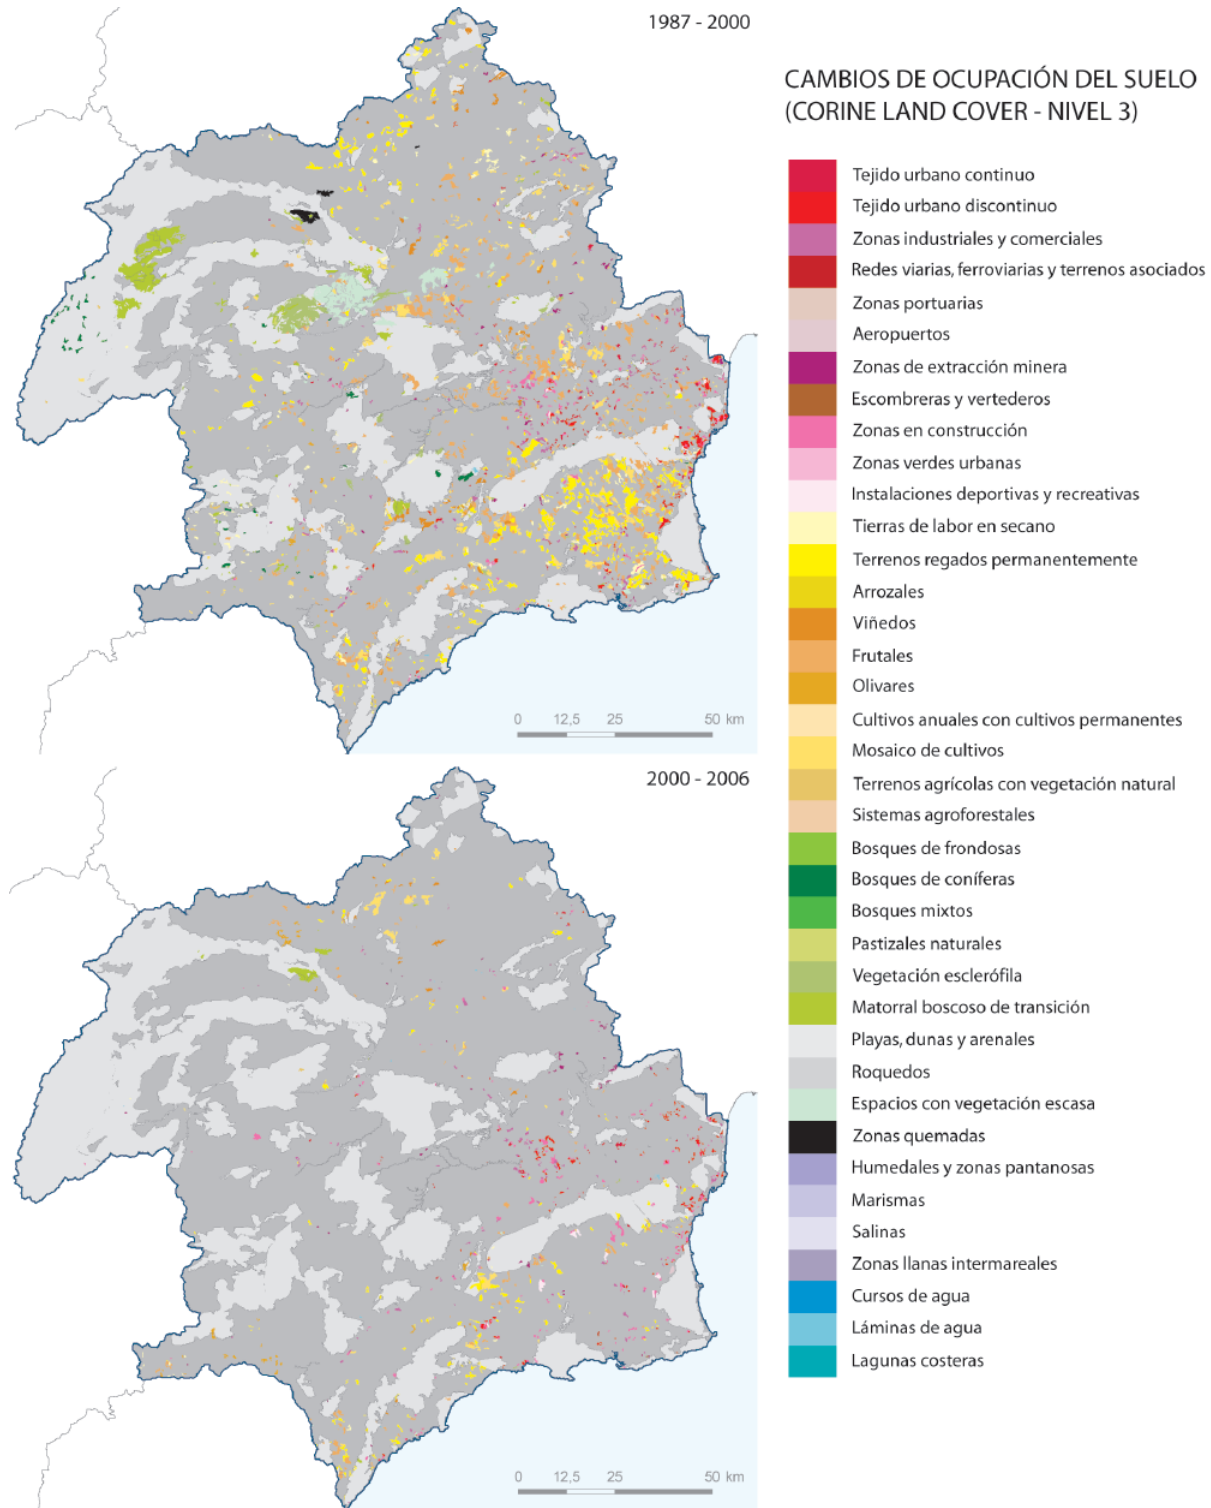 1987 - 2000
CAMBIOS DE OCUPACIÓN DEL SUELO
(CORINE LAND COVER - NIVEL 3)
Tejido urbano continuo
Tejido urbano discontinuo
Zonas industriales y comerciales
Redes viarias, ferroviarias y terrenos asociados
Zonas portuarias
Aeropuertos
Zonas de extracción minera
Escombreras y vertederos
Zonas en construcción
Zonas verdes urbanas
Instalaciones deportivas y recreativas
Tierras de labor en secano
Terrenos regados permanentemente
Arrozales
Viñedos
Frutales
Olivares
Cultivos anuales con cultivos permanentes
Mosaico de cultivos
Terrenos agrícolas con vegetación natural
Sistemas agroforestales
Bosques de frondosas
Bosques de coníferas
Bosques mixtos
Pastizales naturales
Vegetación esclerófila
Matorral boscoso de transición
Playas, dunas y arenales
Roquedos
Espacios con vegetación escasa
Zonas quemadas
Humedales y zonas pantanosas
Marismas
Salinas
Zonas llanas intermareales
Cursos de agua
Láminas de agua
Lagunas costeras
0 12,5 25 50 km
2000 - 2006
0 12,5 25 50 km